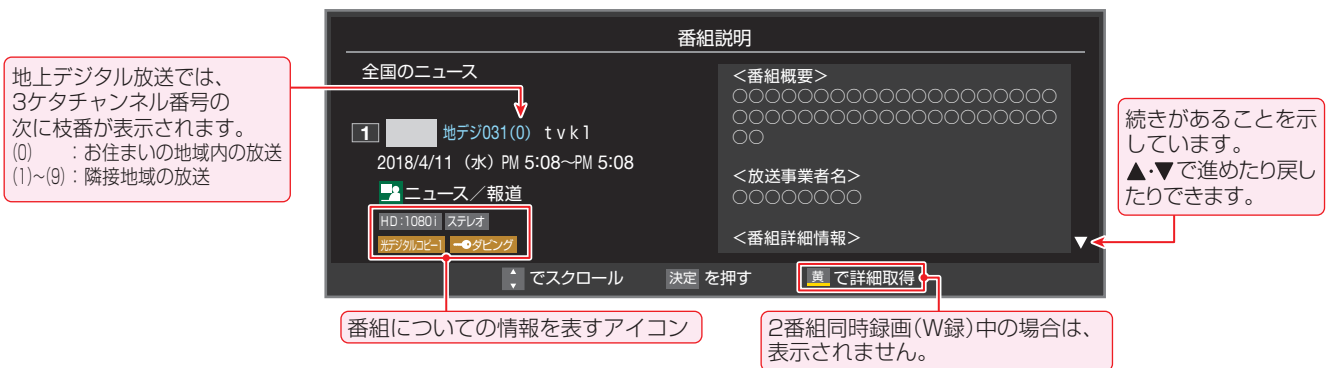 番組説明
地上デジタル放送では、
3ケタチャンネル番号の
次に枝番が表示されます。
(0)　：お住まいの地域内の放送
(1)~(9)：隣接地域の放送
全国のニュース
1 地デジ031(0) tvk1
2018/4/11（水）PM 5:08~PM 5:08
ニュース／報道
HD:1080i ステレオ
光デジタルコピー1 ダビング
<番組概要>
○○○○○○○○○○○○○○○○○○○○
○○○○○○○○○○○○○○○○○○○○
○○
<放送事業者名>
○○○○○○○○
<番組詳細情報>
▼
続きがあることを示
しています。
▲・▼で進めたり戻し
たりできます。
でスクロール 決定 を押す 黄 で詳細取得
番組についての情報を表すアイコン
2番組同時録画(W録)中の場合は、
表示されません。